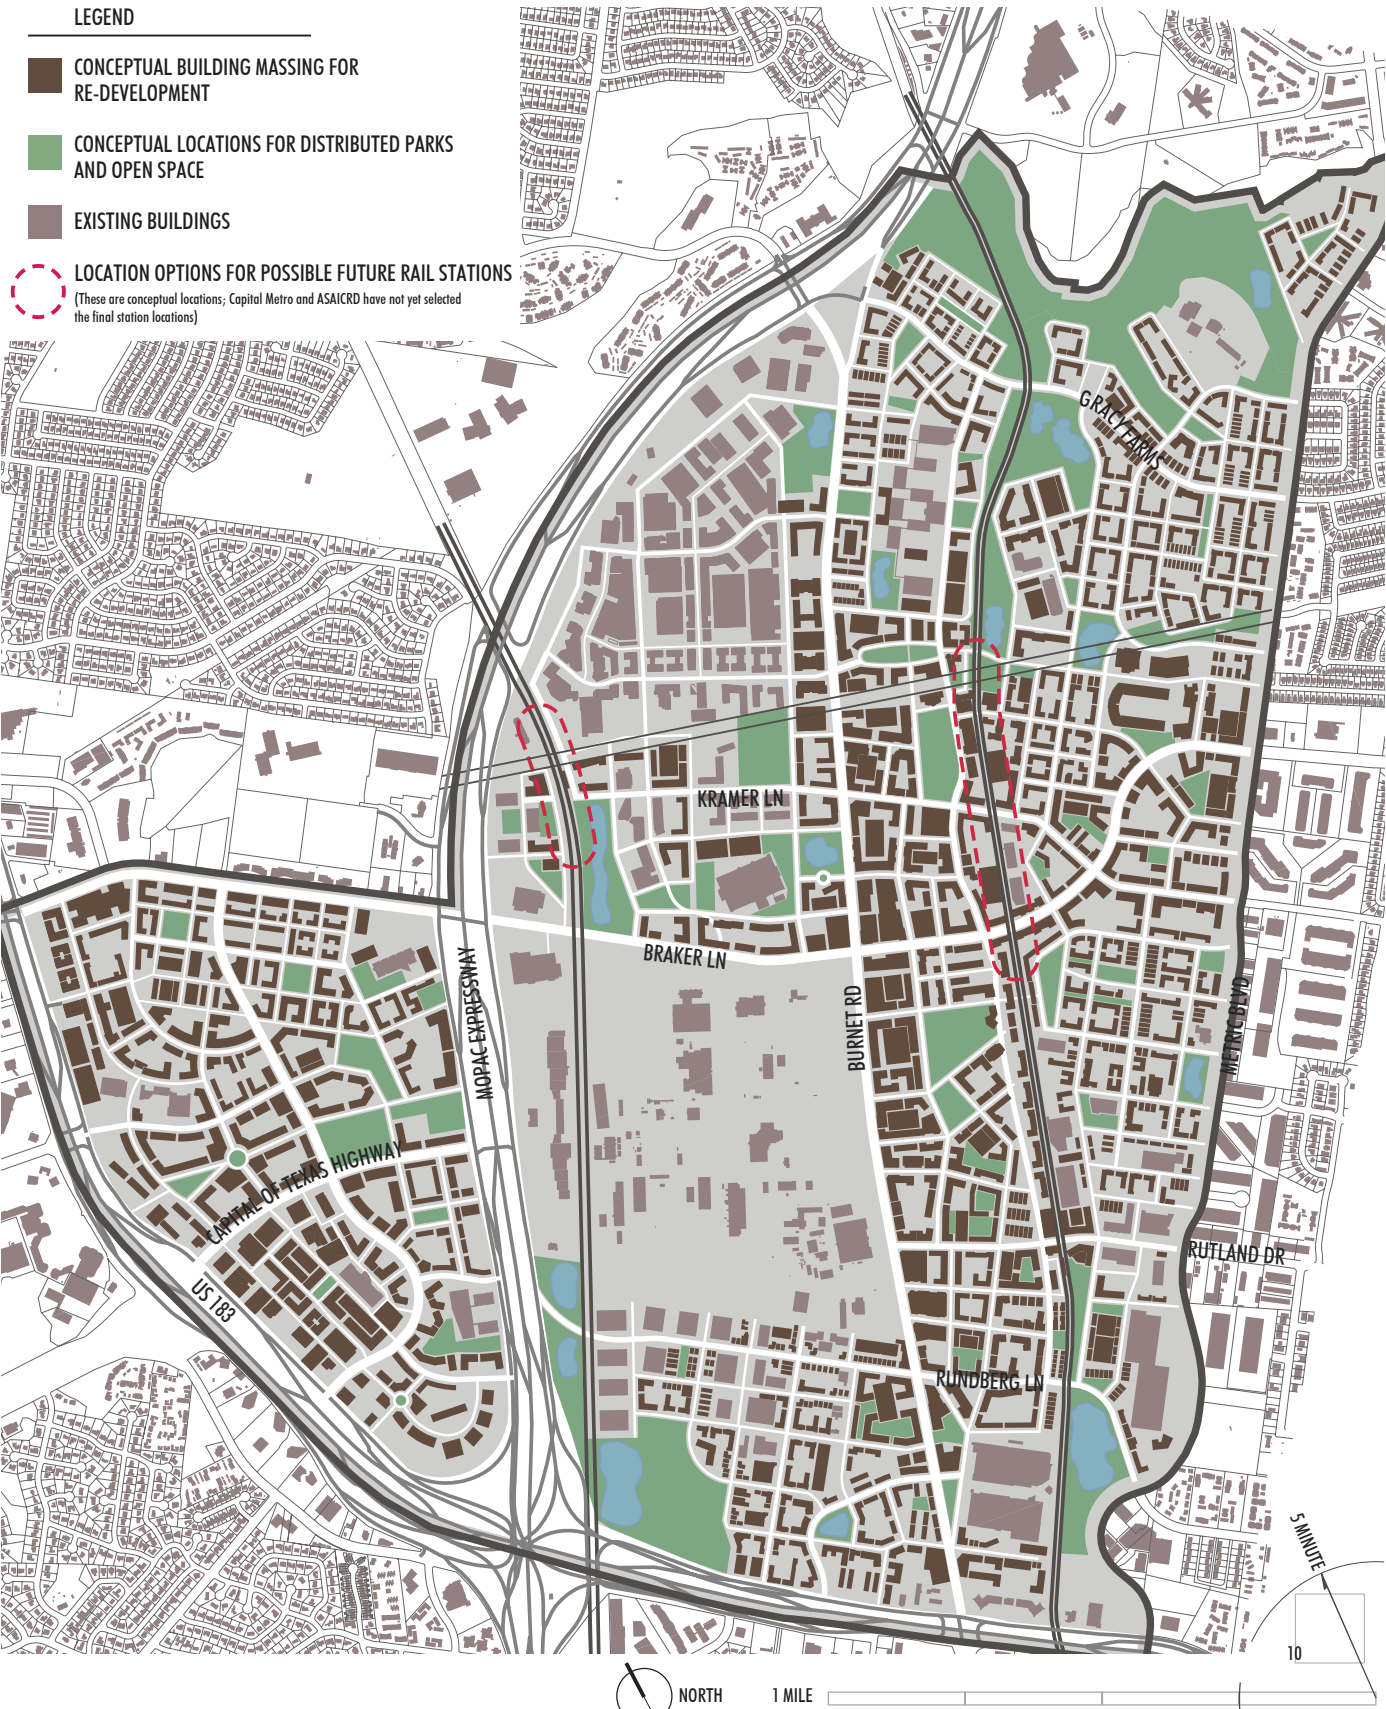 LEGEND
CONCEPTUAL BUILDING MASSING FOR
RE-DEVELOPMENT
CONCEPTUAL LOCATIONS FOR DISTRIBUTED PARKS
AND OPEN SPACE
EXISTING BUILDINGS
LOCATION OPTIONS FOR POSSIBLE FUTURE RAIL STATIONS
(These are conceptual locations; Capital Metro and ASAICRD have not yet selected
the final station locations)
GRACY FARMS
KRAMER LN
BRAKER LN
MOPAC EXPRESSWAY
BURNET RD
METRIC BLVD
CAPITAL OF TEXAS HIGHWAY
US 183
RUTLAND DR
RUNDBERG LN
5 MINUTE
10
NORTH
1 MILE